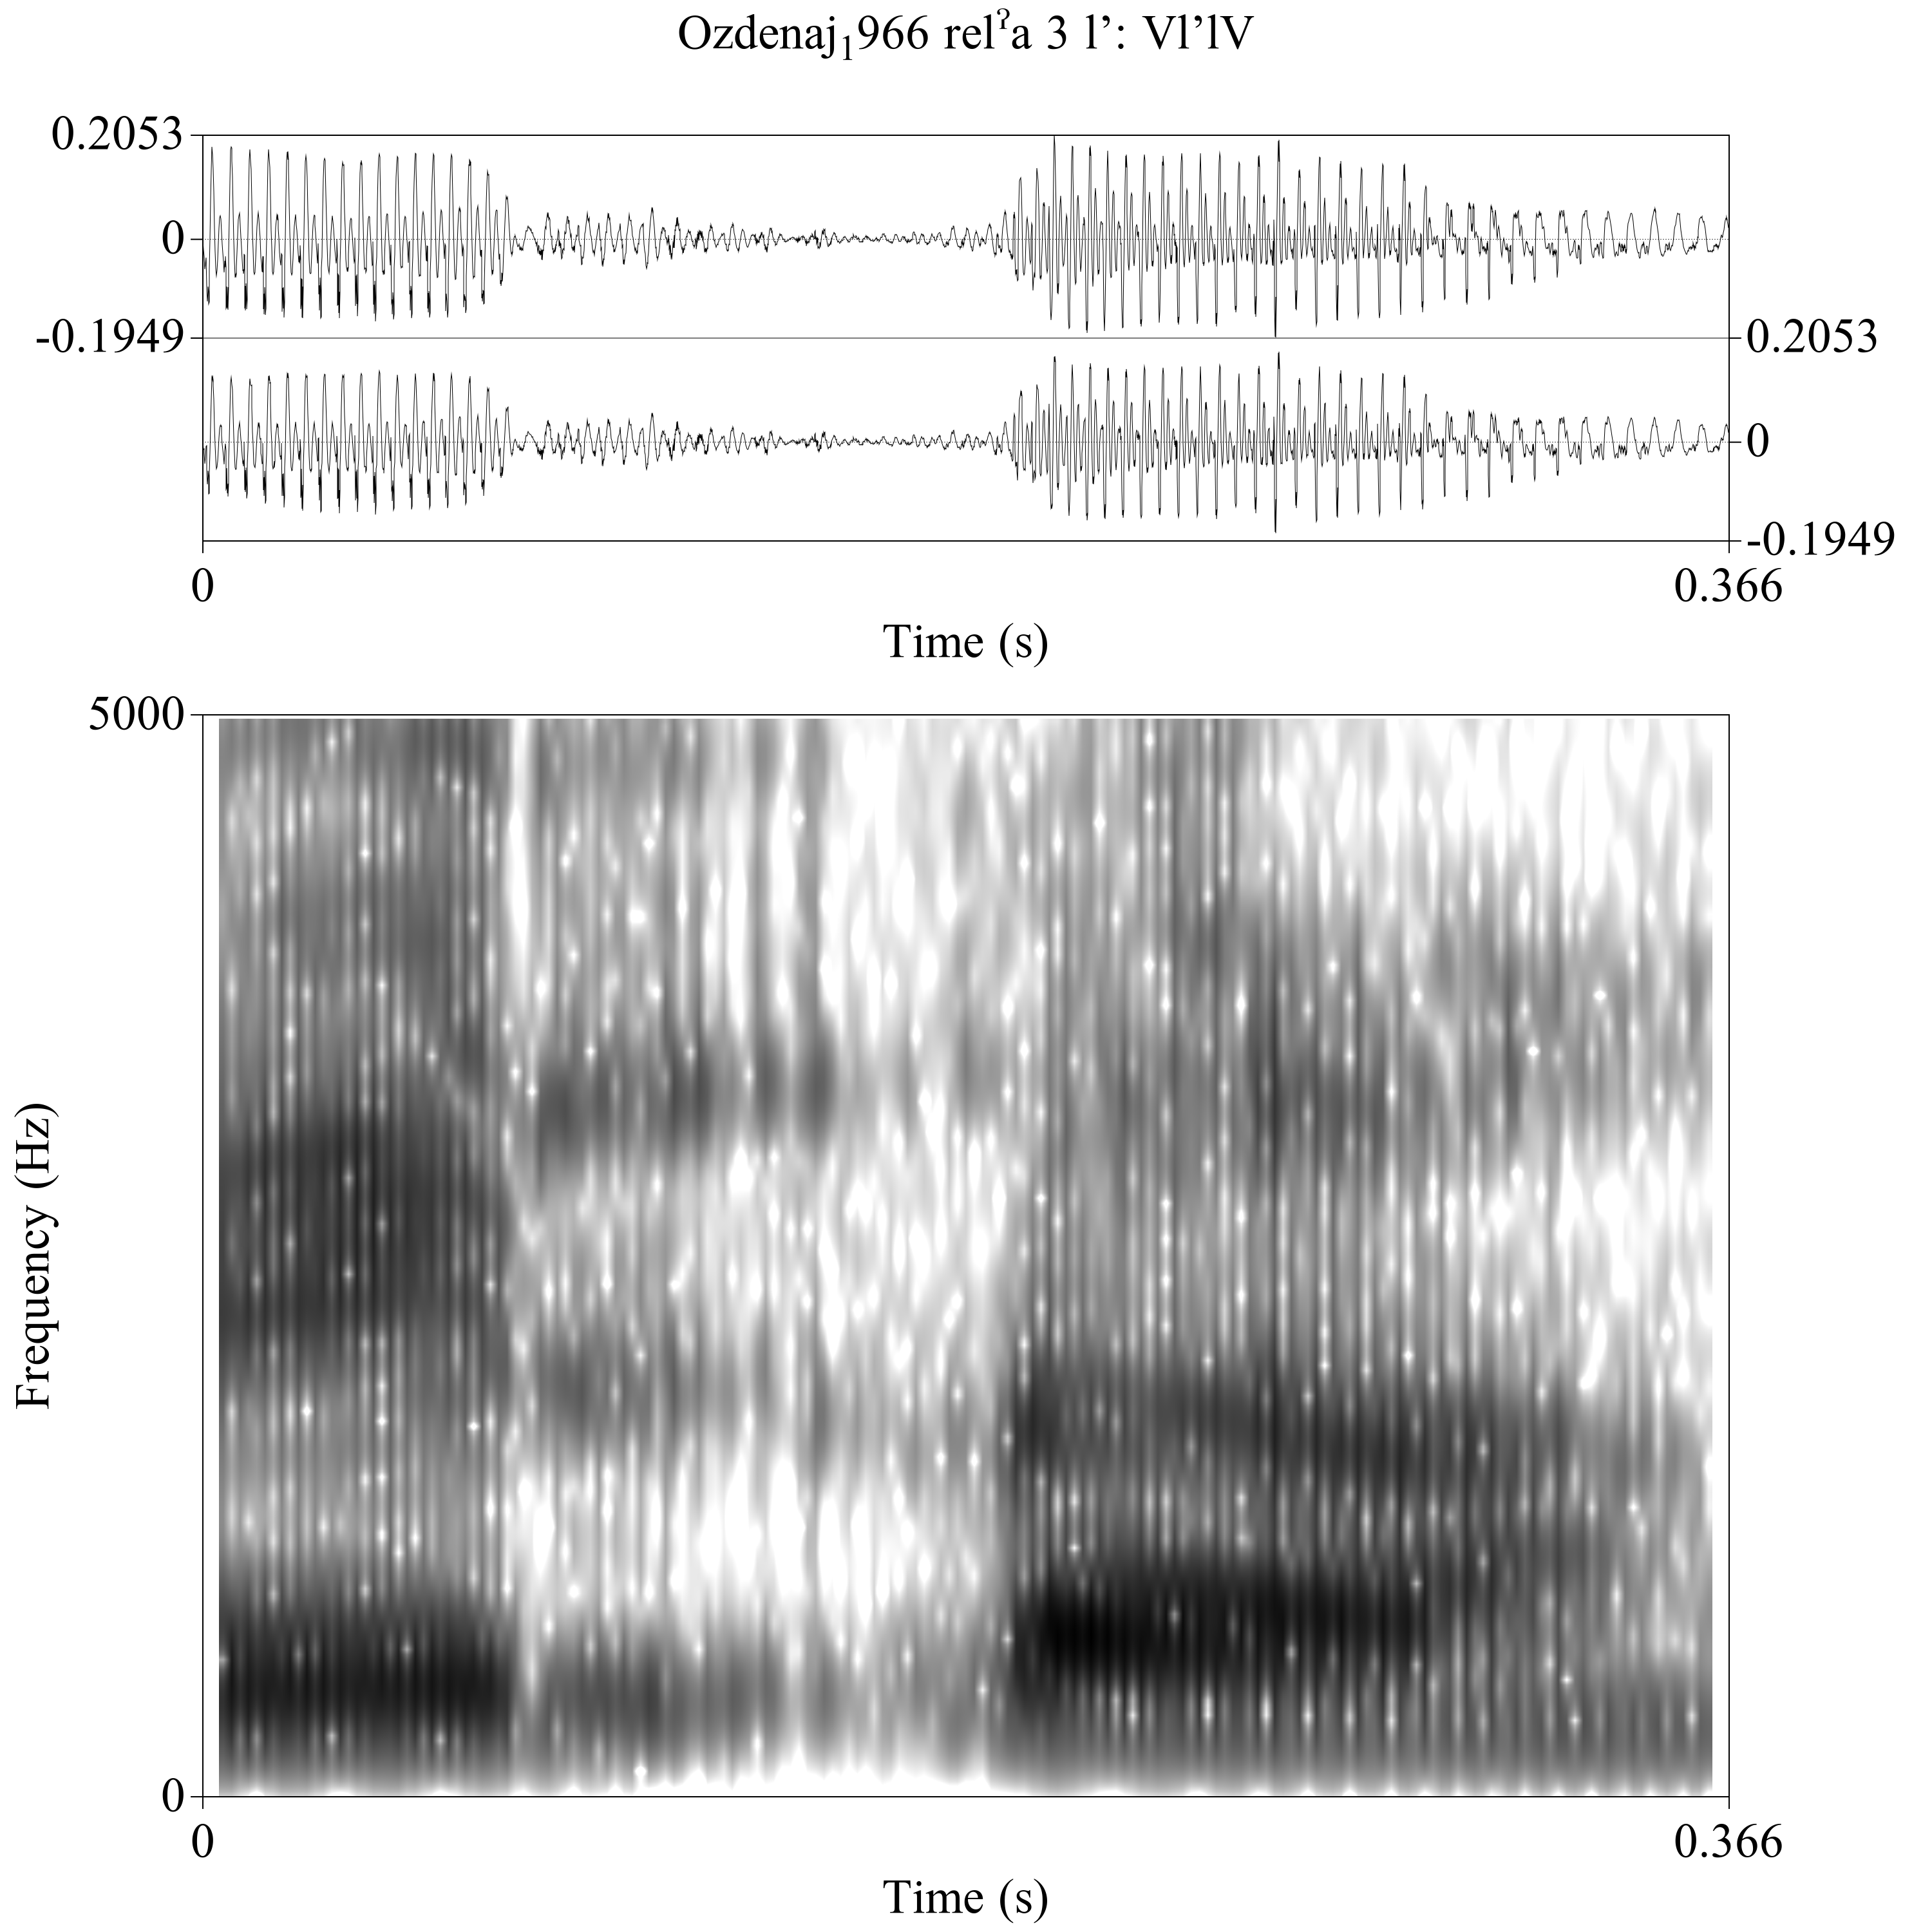 Ozdenaj₁966 relˀa 3 l’: Vl’lV
0.2053
0
-0.1949 0.2053
0
-0.1949
0 0.366
Time (s)
5000
Frequency (Hz)
0
0 0.366
Time (s)